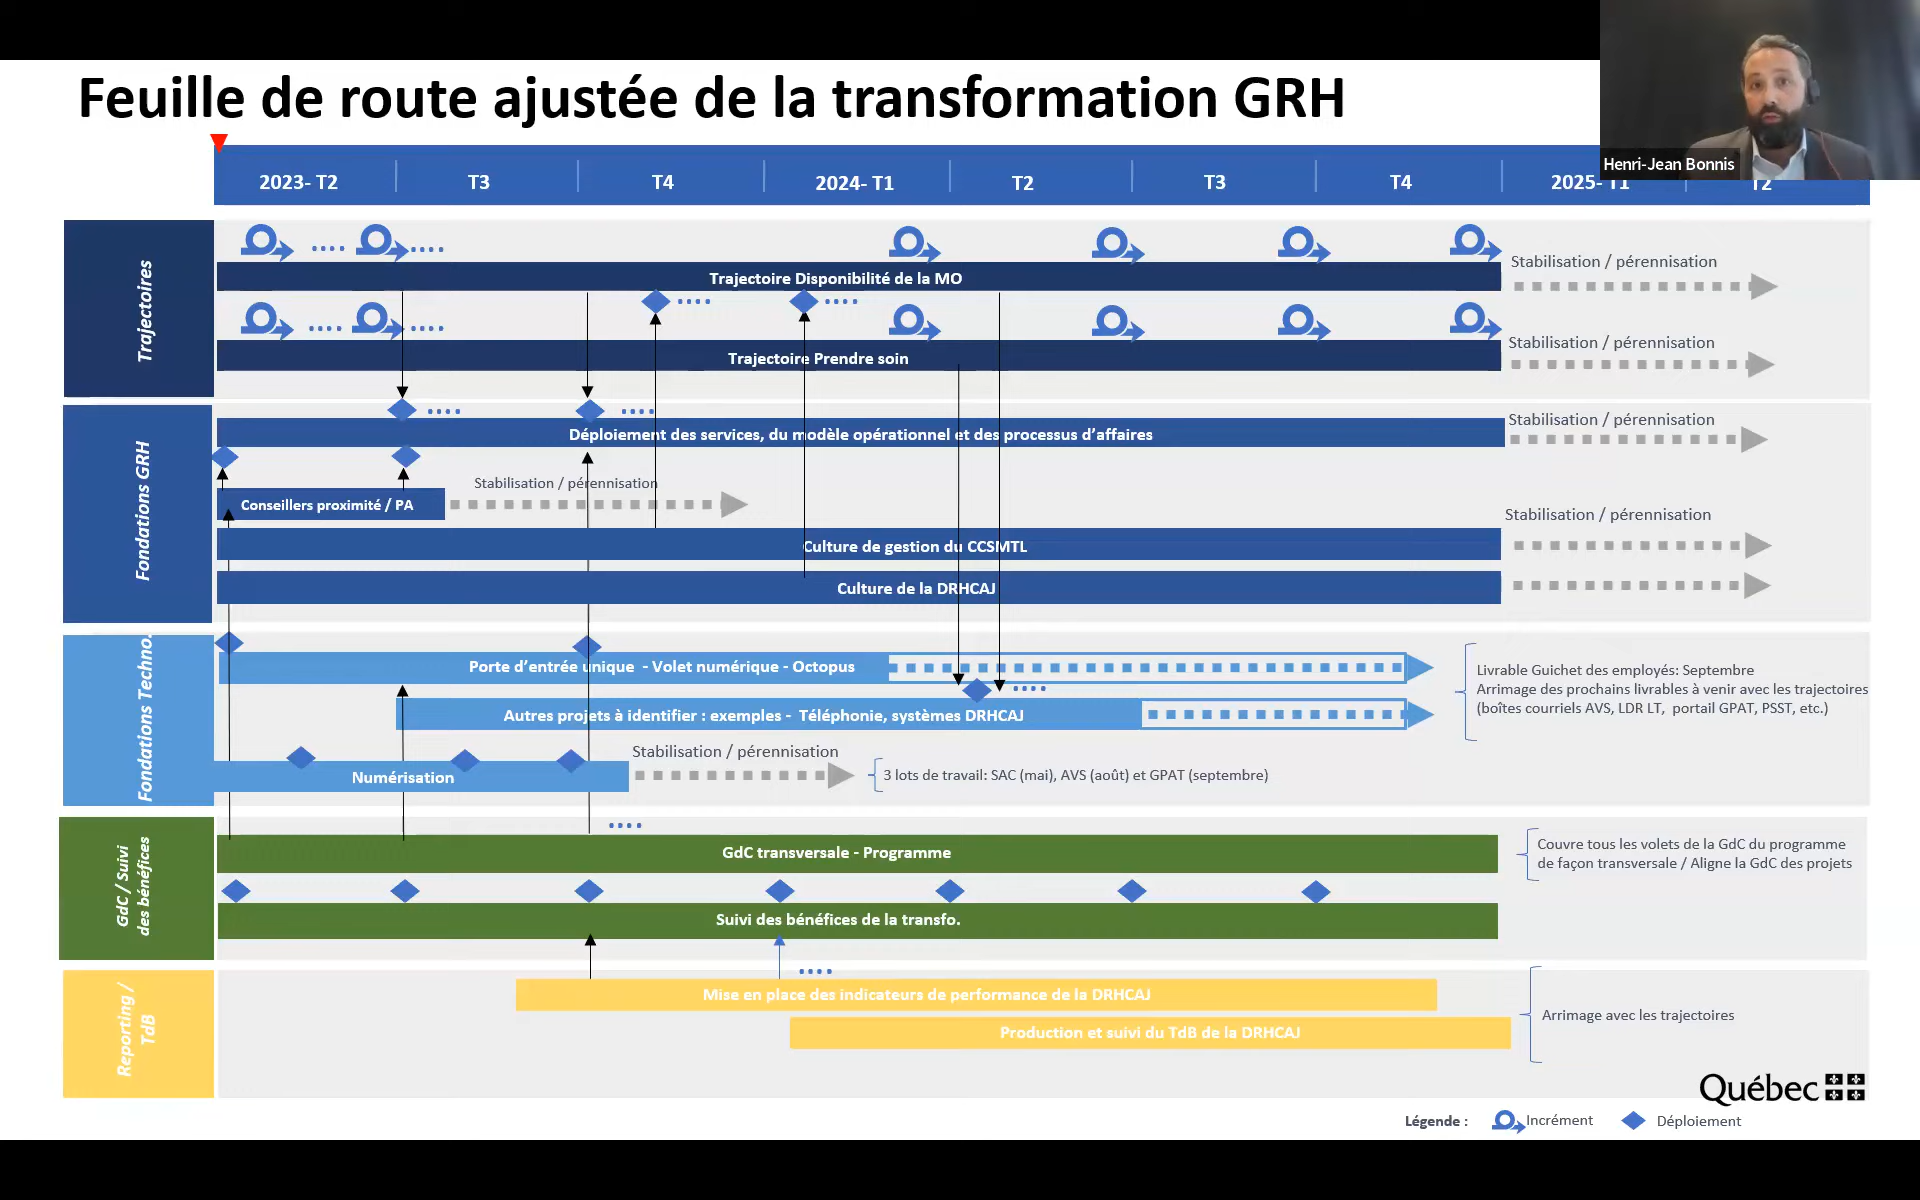 Feuille de route ajustée de la transformation GRH
Henri-Jean Bonnis
2023- T2
T3
T4
2024- T1
T2
T3
T4
2025- T1
T2
Trajectoires
Trajectoire Disponibilité de la MO
Stabilisation / pérennisation
Trajectoire Prendre soin
Stabilisation / pérennisation
Fondations GRH
Déploiement des services, du modèle opérationnel et des processus d’affaires
Stabilisation / pérennisation
Conseillers proximité / PA
Stabilisation / pérennisation
Culture de gestion du CCSMTL
Stabilisation / pérennisation
Culture de la DRHCAJ
Fondations Techno.
Porte d’entrée unique - Volet numérique - Octopus
Autres projets à identifier : exemples - Téléphonie, systèmes DRHCAJ
Livrable Guichet des employés: Septembre
Arrimage des prochains livrables à venir avec les trajectoires
(boîtes courriels AVS, LDR LT, portail GPAT, PSST, etc.)
Numérisation
Stabilisation / pérennisation
3 lots de travail: SAC (mai), AVS (août) et GPAT (septembre)
GdC / Suivi
des bénéfices
GdC transversale - Programme
Couvre tous les volets de la GdC du programme
de façon transversale / Aligne la GdC des projets
Suivi des bénéfices de la transfo.
Reporting /
TdB
Mise en place des indicateurs de performance de la DRHCAJ
Production et suivi du TdB de la DRHCAJ
Arrimage avec les trajectoires
Québec
Légende :
Incrément
Déploiement